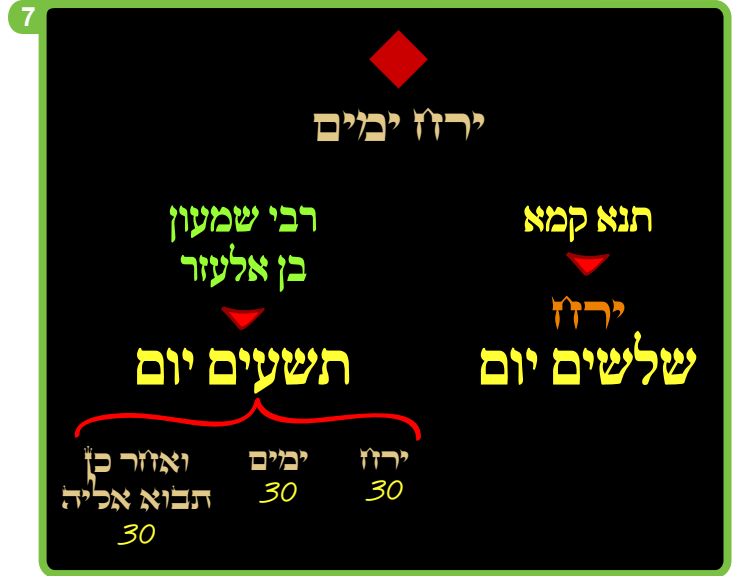 7
ירח ימים
תנא קמא
ירח
שלשים יום
רבי שמעון
בן אלעזר
תשעים יום
ירח
30
ימים
30
ואחר כן
תבוא אליה
30